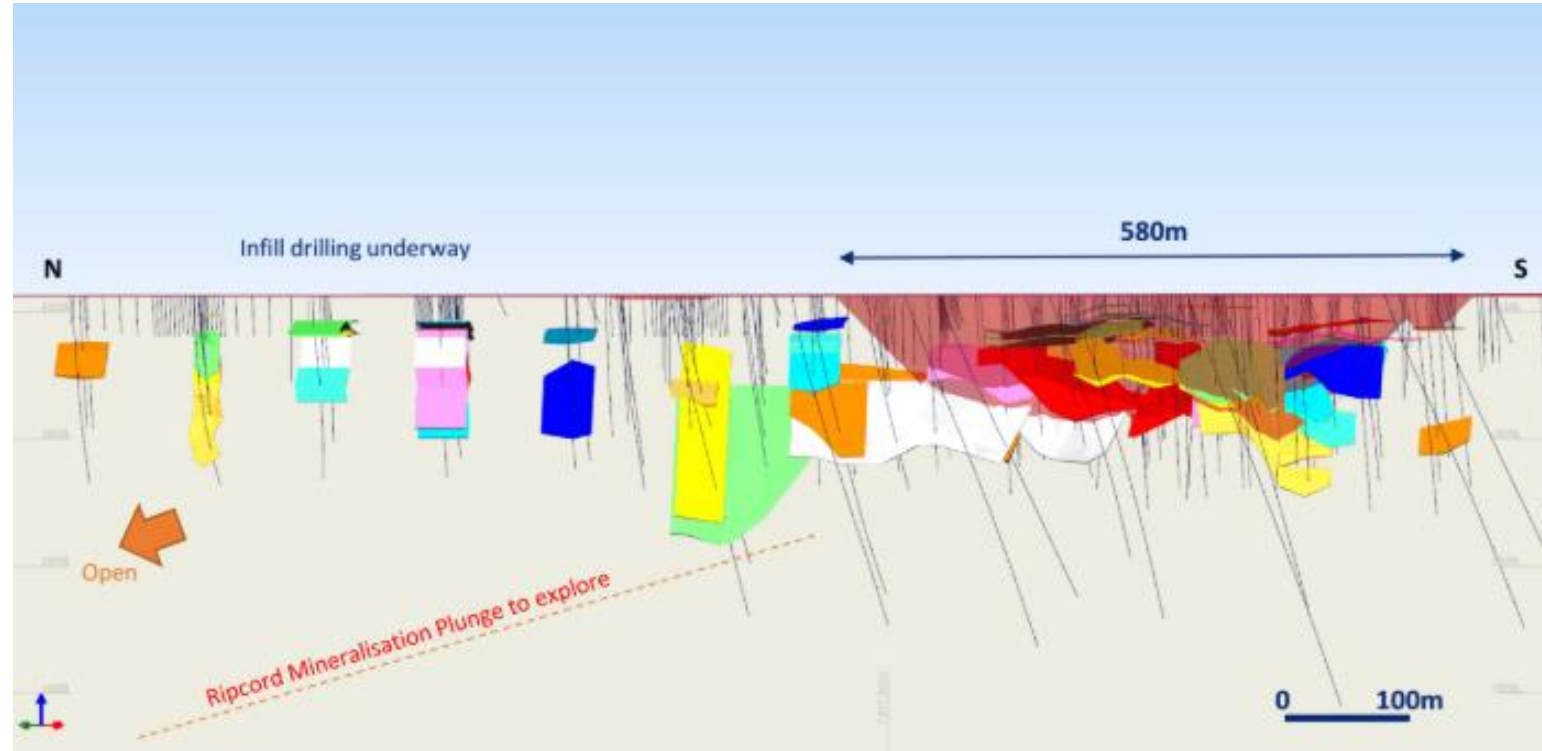 580m
Infill drilling underway
N
S
Open
Ripcord Mineralisation Plunge to explore
0 100m